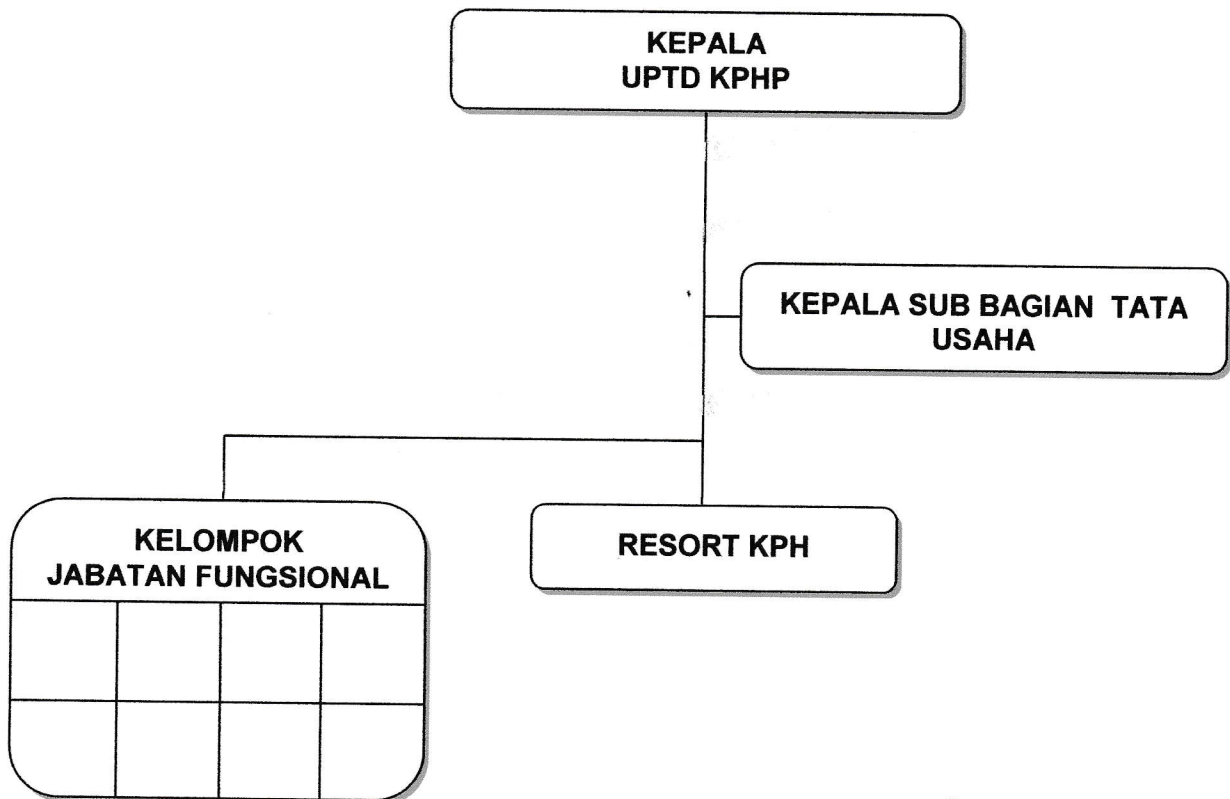 KEPALA
UPTD KPHP
KEPALA SUB BAGIAN TATA
USAHA
KELOMPOK
JABATAN FUNGSIONAL
RESORT KPH